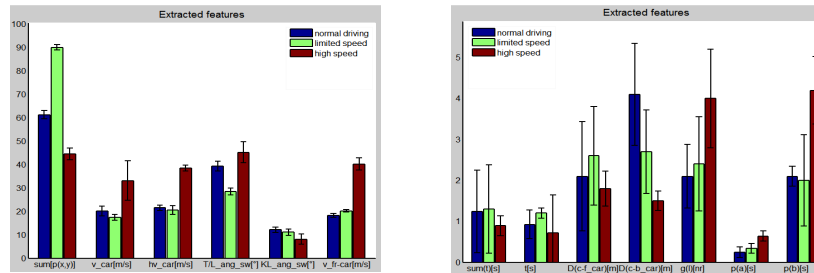 Extracted features
100
90
80
70
60
50
40
30
20
10
0
normal driving
limited speed
high speed
sum[p(x,y)] v_car[m/s] hv_car[m/s] T/L_ang_sw[°] KL_ang_sw[°] v_fr-car[m/s]
Extracted features
5
4
3
2
1
0
normal driving
limited speed
high speed
sum(t)[s] t[s] D(c-f_car)[m] D(c-b_car)[m] g(l)[nr] p(a)[s] p(b)[s]